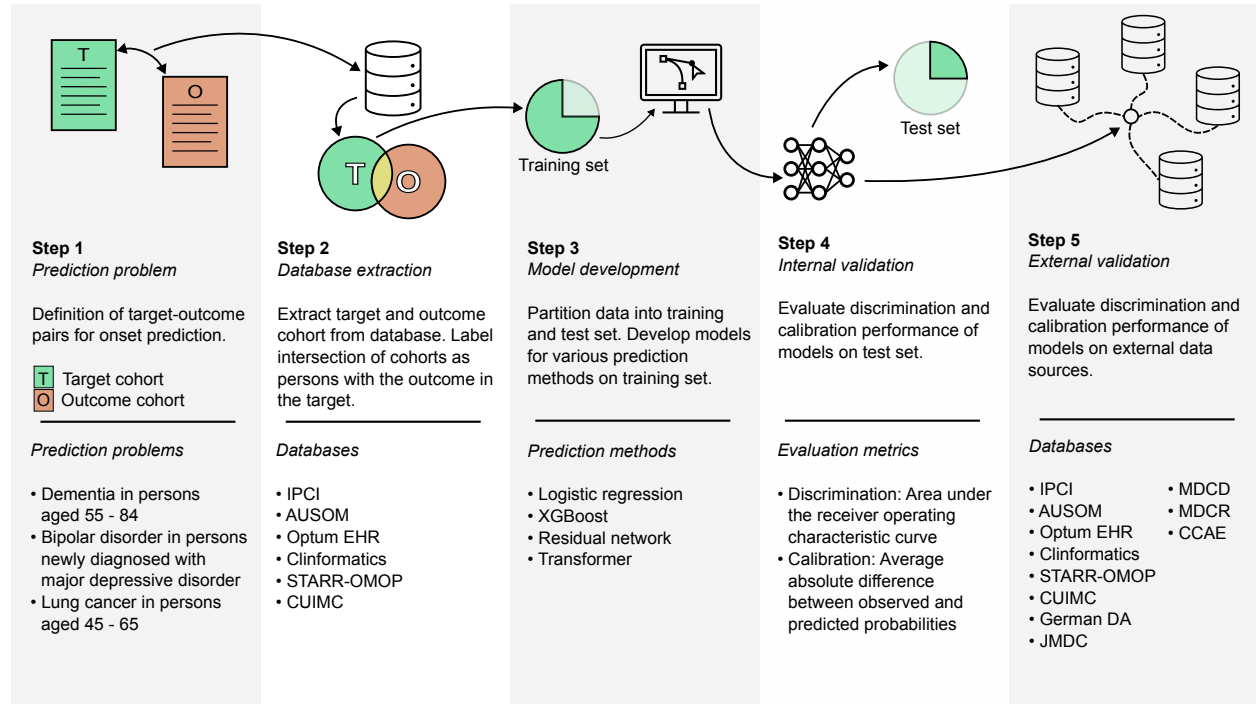 T
O
T
O
Training set
Test set
Step 1
Prediction problem
Definition of target-outcome
pairs for onset prediction.
T Target cohort
O Outcome cohort
Prediction problems
• Dementia in persons
aged 55 - 84
• Bipolar disorder in persons
newly diagnosed with
major depressive disorder
• Lung cancer in persons
aged 45 - 65
Step 2
Database extraction
Extract target and outcome
cohort from database. Label
intersection of cohorts as
persons with the outcome in
the target.
Databases
• IPCI
• AUSOM
• Optum EHR
• Clinformatics
• STARR-OMOP
• CUIMC
Step 3
Model development
Partition data into training
and test set. Develop models
for various prediction
methods on training set.
Prediction methods
• Logistic regression
• XGBoost
• Residual network
• Transformer
Step 4
Internal validation
Evaluate discrimination and
calibration performance of
models on test set.
Evaluation metrics
• Discrimination: Area under
the receiver operating
characteristic curve
• Calibration: Average
absolute difference
between observed and
predicted probabilities
Step 5
External validation
Evaluate discrimination and
calibration performance of
models on external data
sources.
Databases
• IPCI
• AUSOM
• Optum EHR
• Clinformatics
• STARR-OMOP
• CUIMC
• German DA
• JMDC
• MDCD
• MDCR
• CCAE